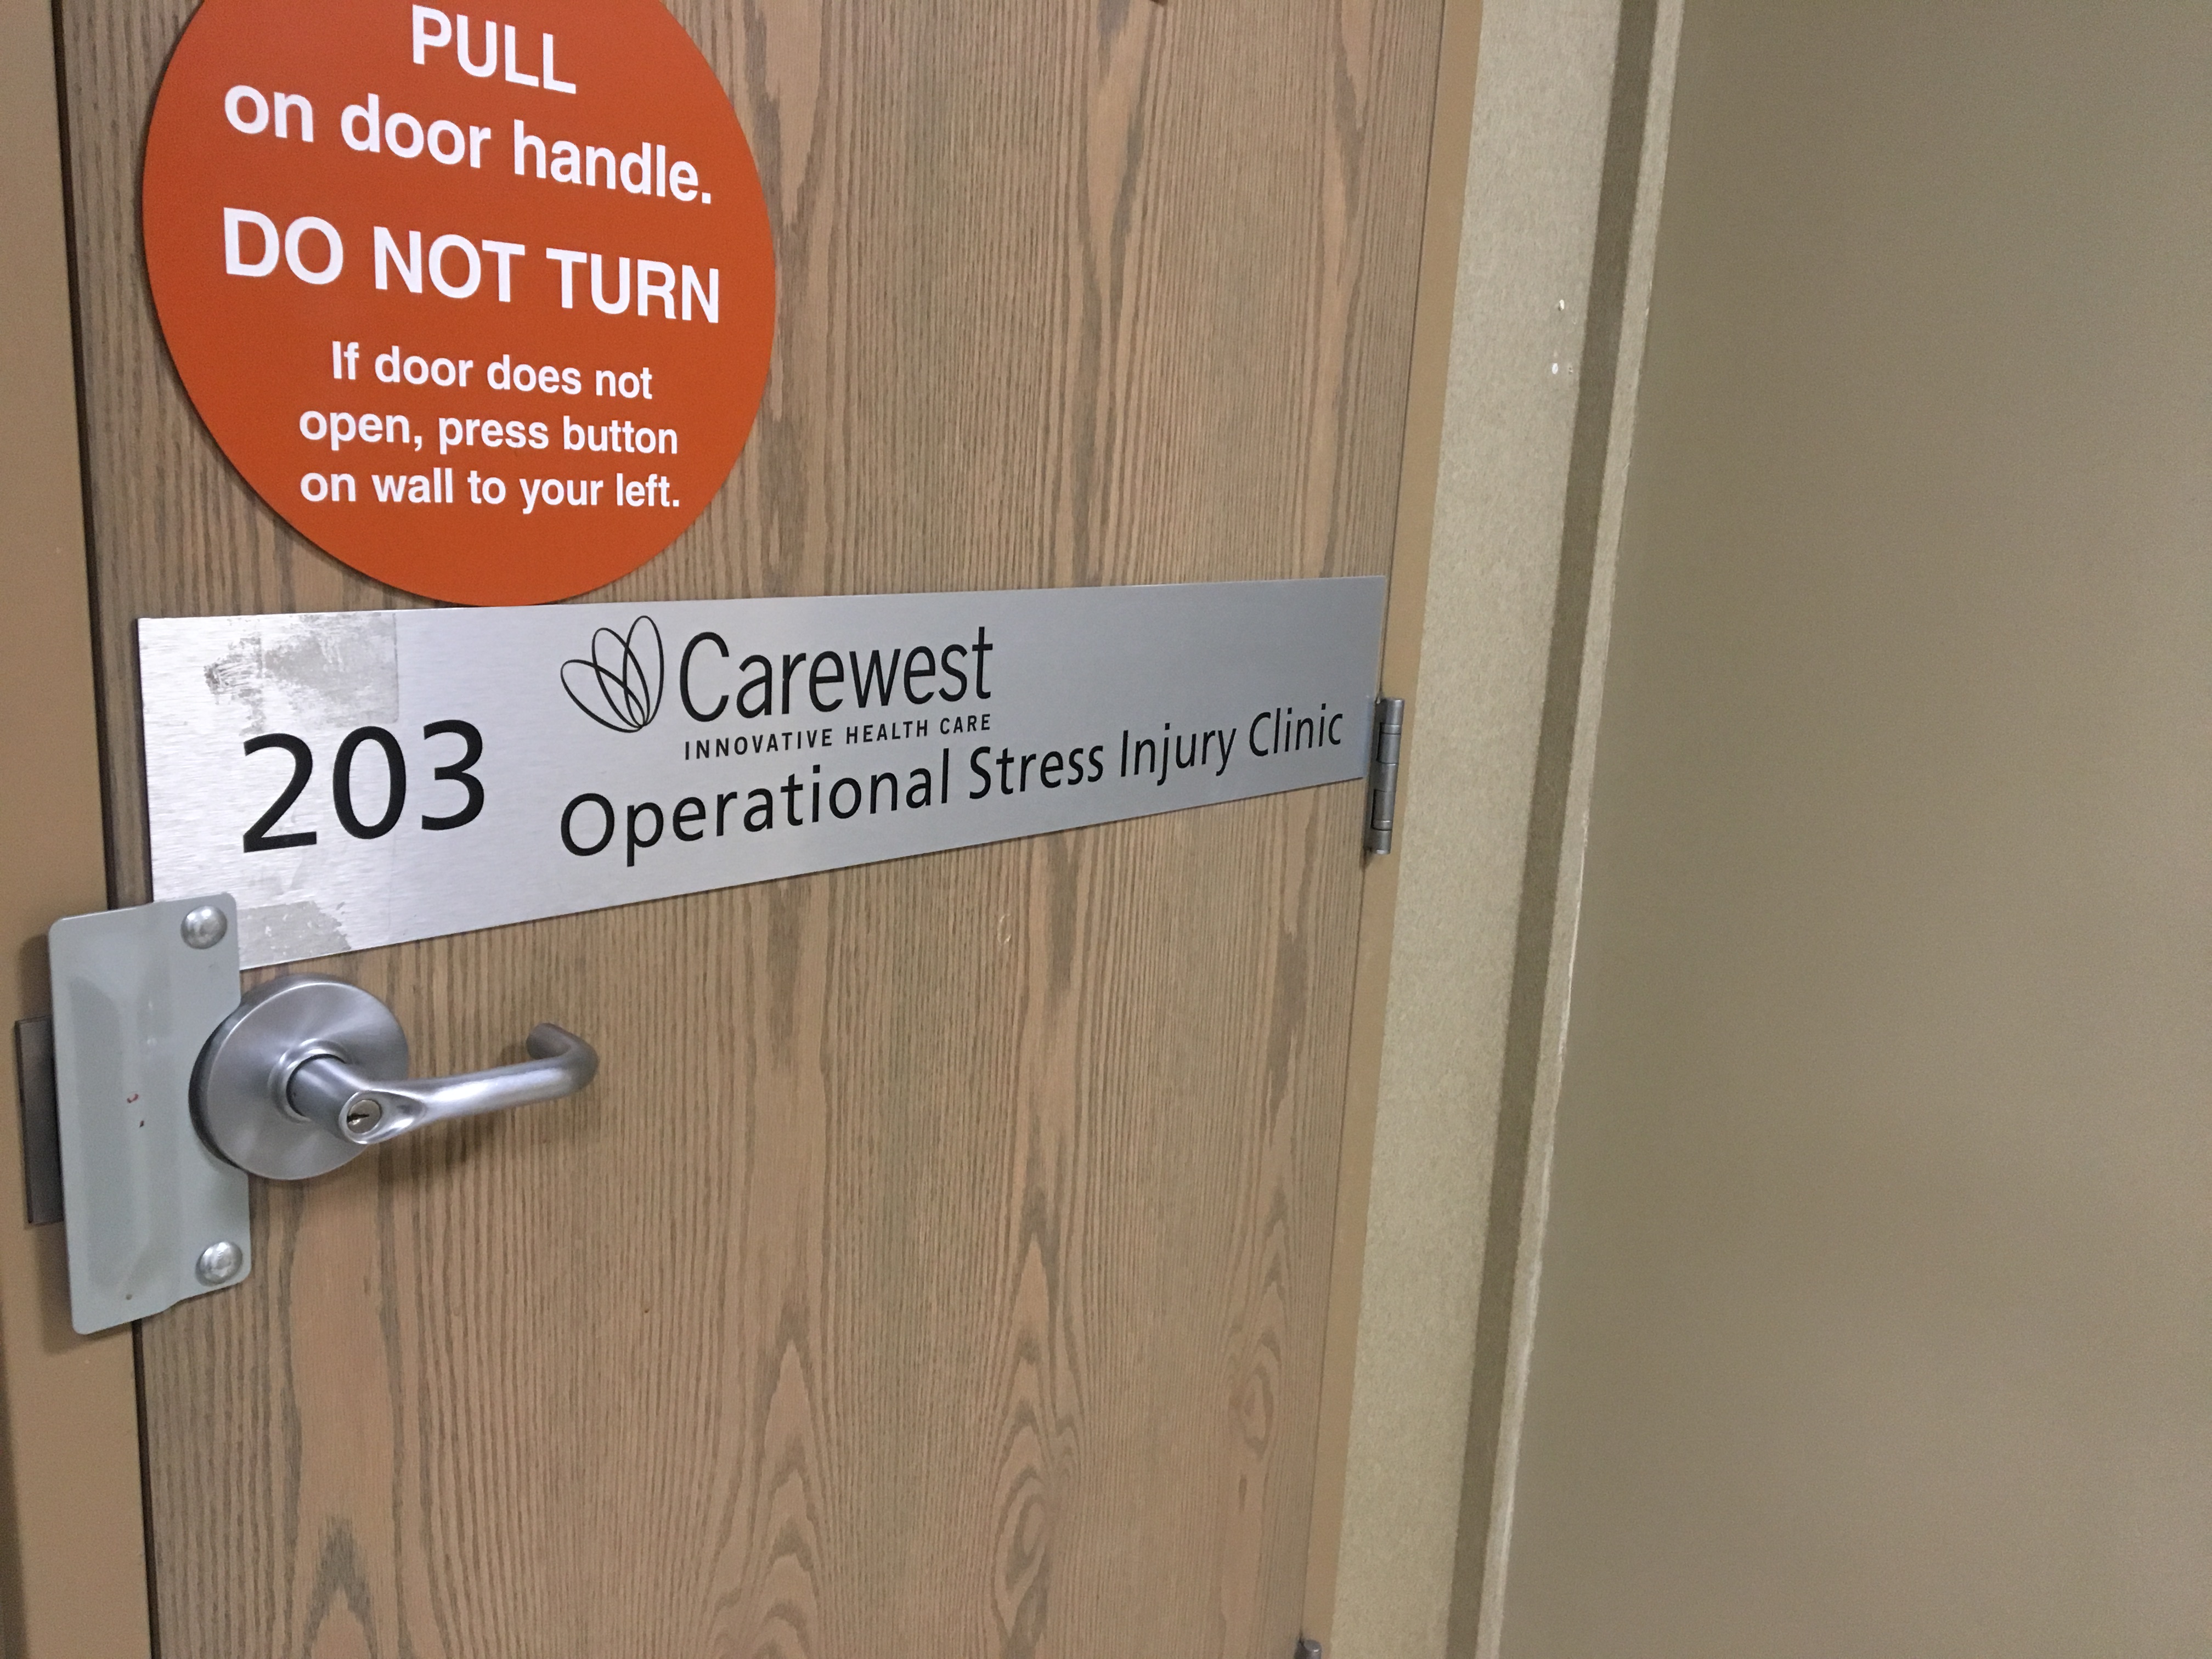 PULL
on door handle.
DO NOT TURN
If door does not
open, press button
on wall to your left.
Carewest
INNOVATIVE HEALTH CARE
203
Operational Stress Injury Clinic